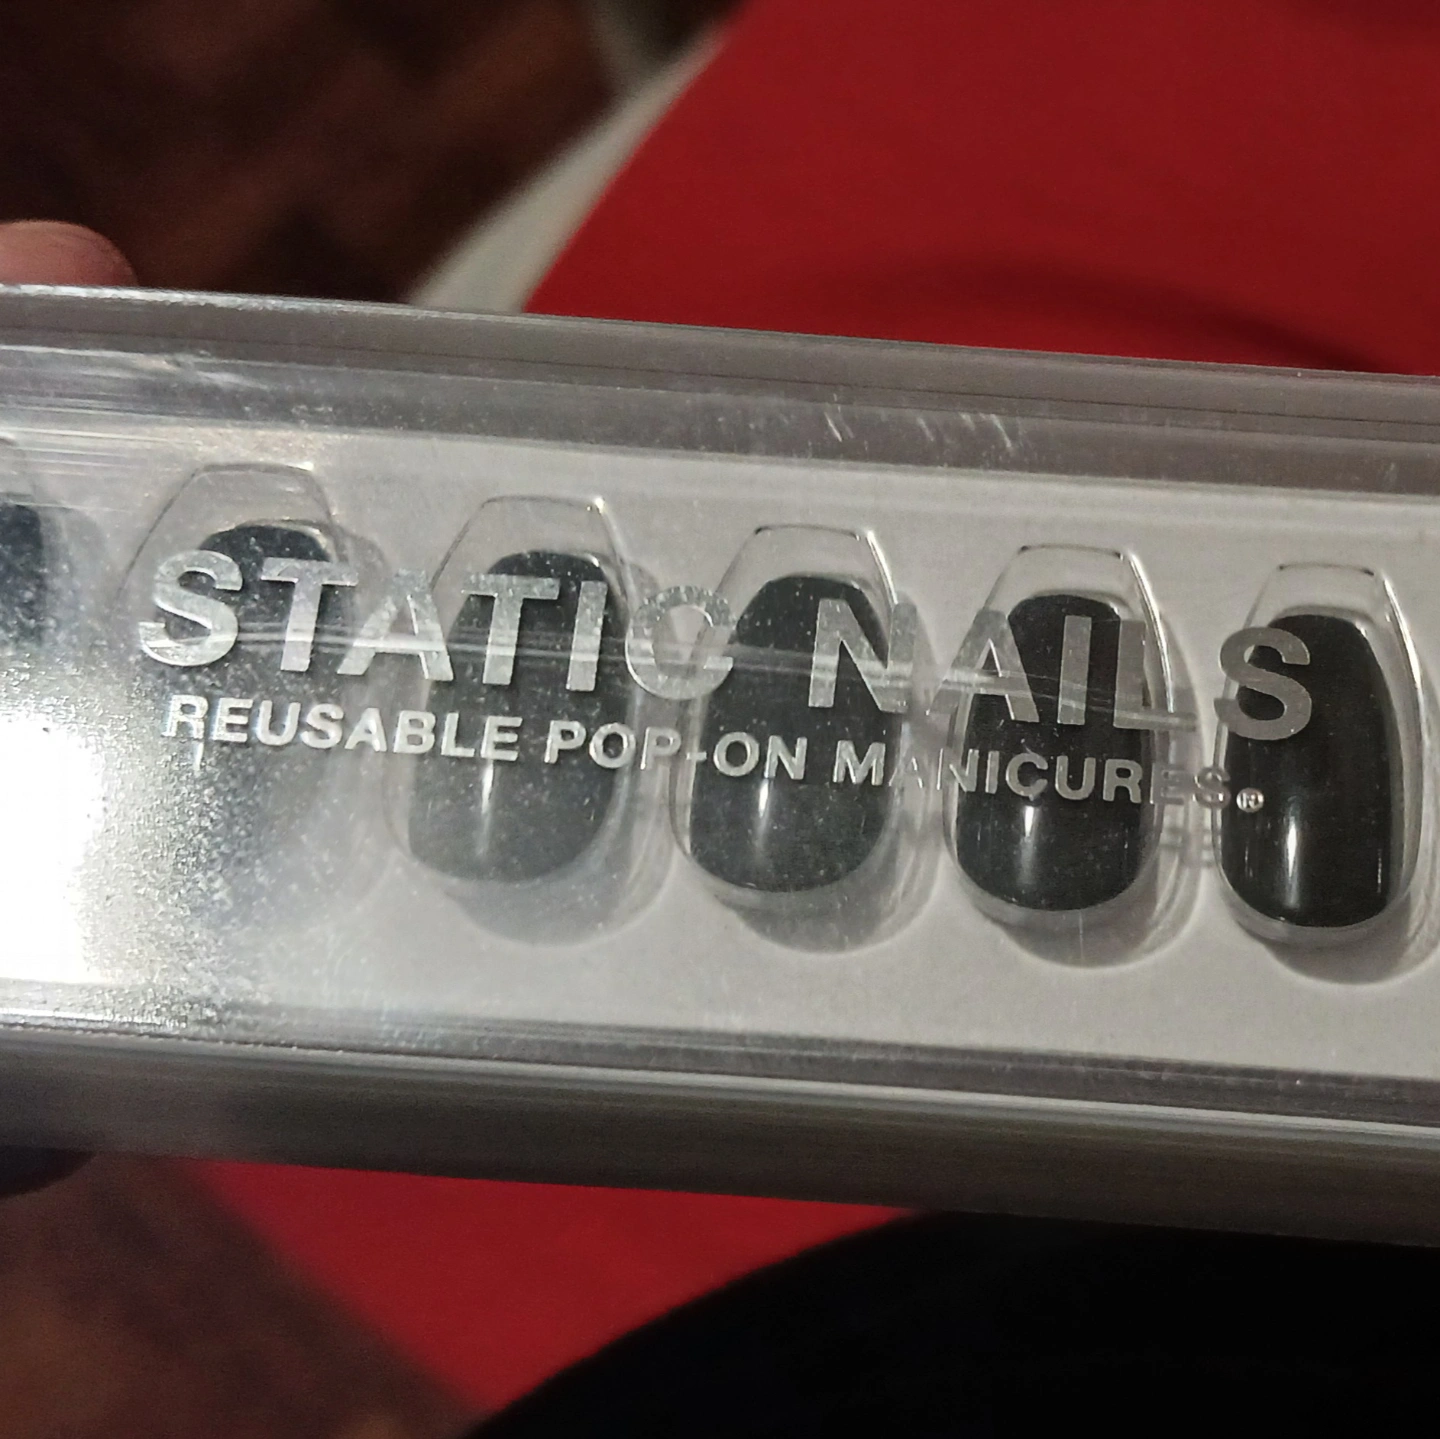 STATIC NAILS
REUSABLE POP-ON MANICURES.®